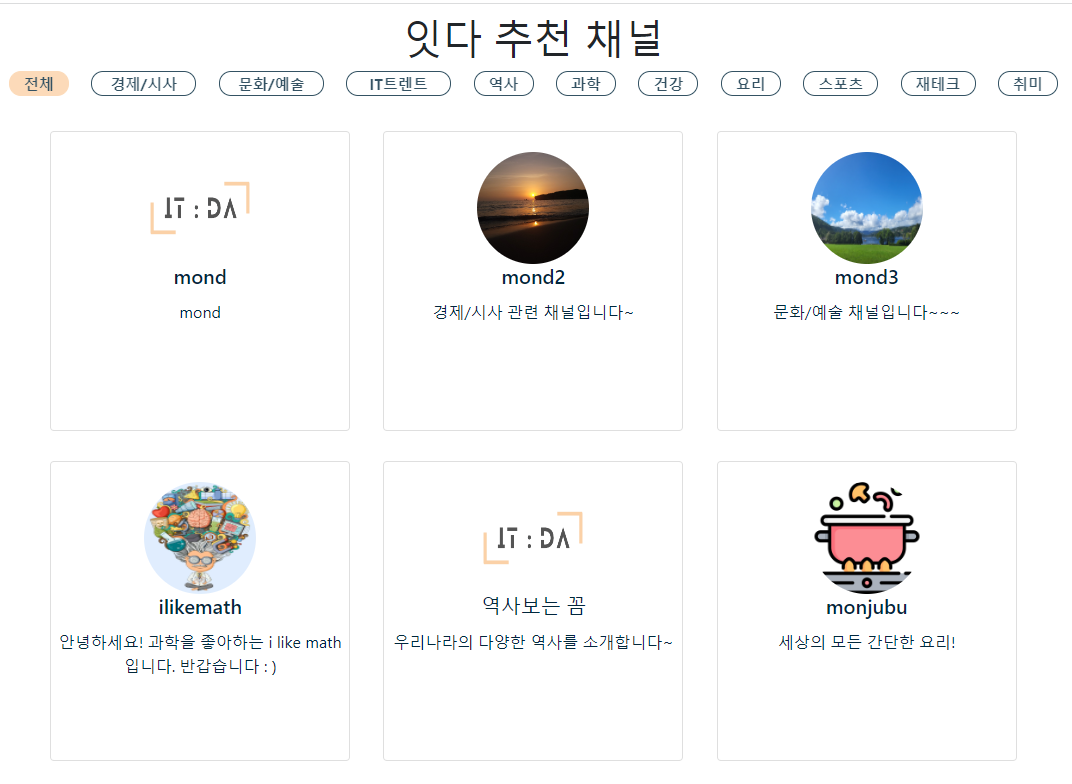 잇다 추천 채널
전체 경제/시사 문화/예술 IT트렌트 역사 과학 건강 요리 스포츠 재테크 취미
IT : DA
mond
mond
mond2
경제/시사 관련 채널입니다~
mond3
문화/예술 채널입니다~~~
ilikemath
안녕하세요! 과학을 좋아하는 i like math
입니다. 반갑습니다 : )
IT : DA
역사보는 꼼
우리나라의 다양한 역사를 소개합니다~
monjubu
세상의 모든 간단한 요리!